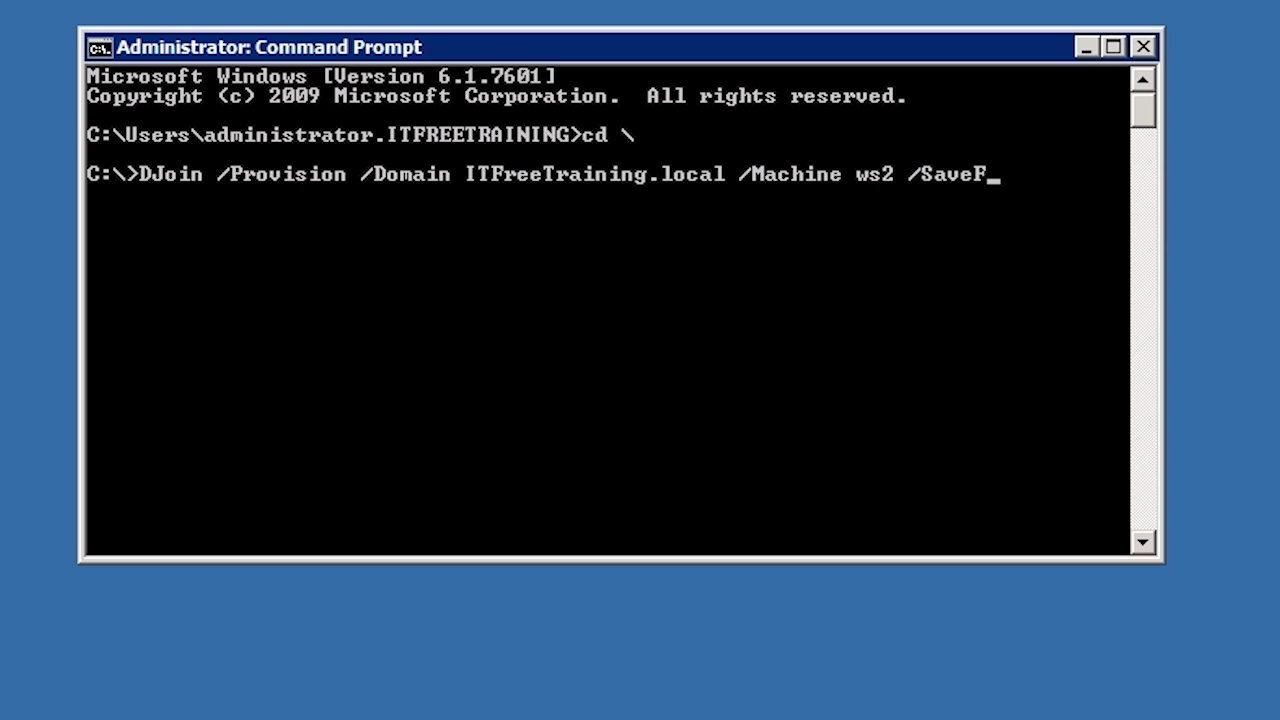 Administrator: Command Prompt
Microsoft Windows [Version 6.1.7601]
Copyright (c) 2009 Microsoft Corporation.  All rights reserved.
C:\Users\administrator.ITFREETRAINING>cd \
C:\>DJoin /Provision /Domain ITFreeTraining.local /Machine ws2 /SaveF_